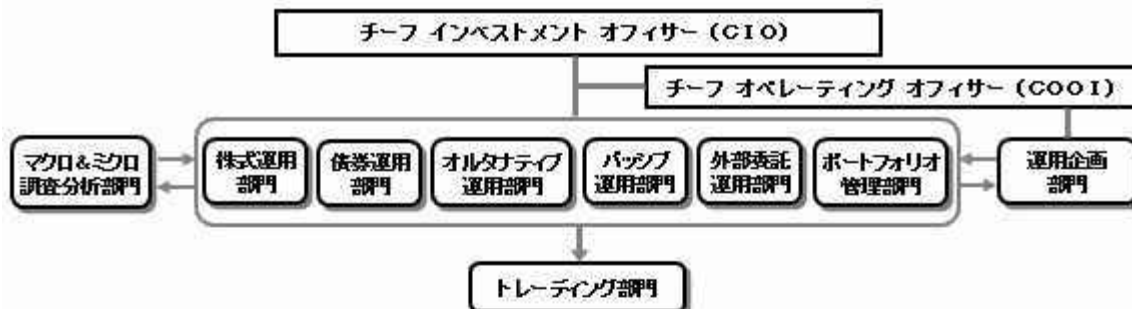 チーフ インベストメント オフィサー (CIO)
チーフ オペレーティング オフィサー (COOI)
マクロ&ミクロ
調査分析部門
株式運用
部門
債券運用
部門
オルタナティブ
運用部門
パッシブ
運用部門
外部委託
運用部門
ポートフォリオ
管理部門
運用企画
部門
トレーディング部門